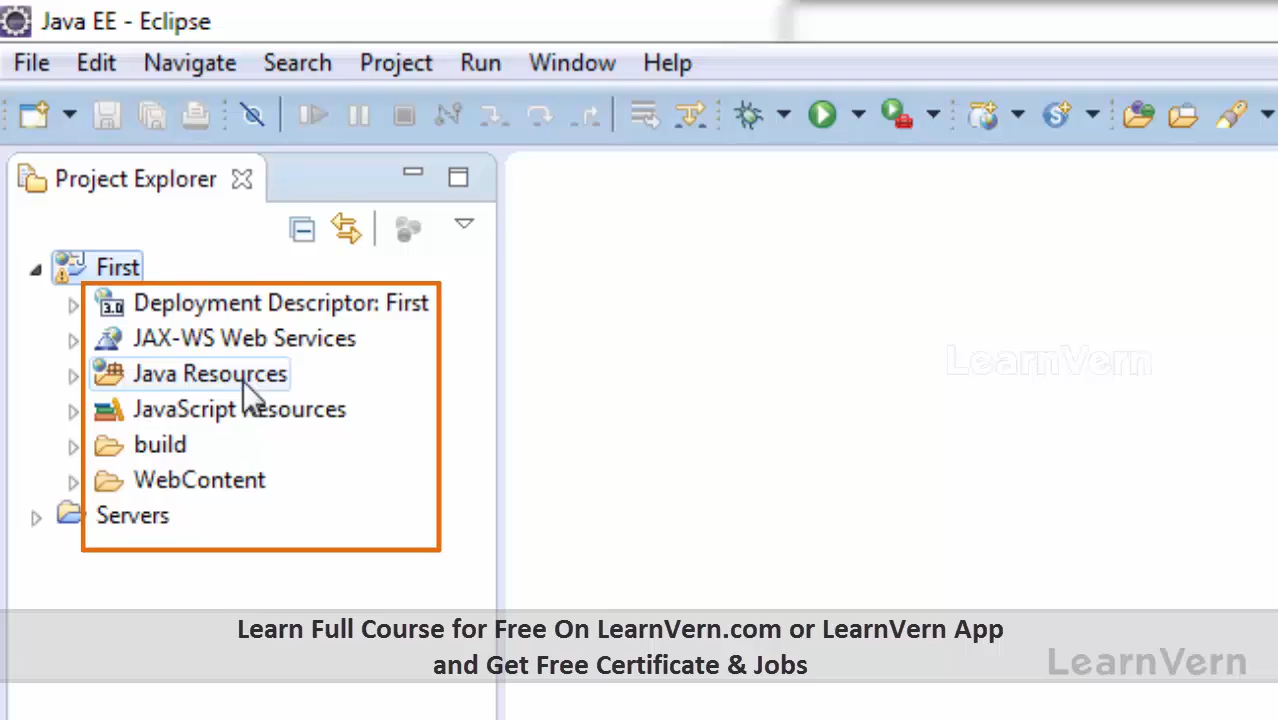 Java EE - Eclipse
File Edit Navigate Search Project Run Window Help
Project Explorer
First
3.0 Deployment Descriptor: First
JAX-WS Web Services
Java Resources
JavaScript Resources
build
WebContent
Servers
LearnVern
Learn Full Course for Free On LearnVern.com or LearnVern App
and Get Free Certificate & Jobs
LearnVern